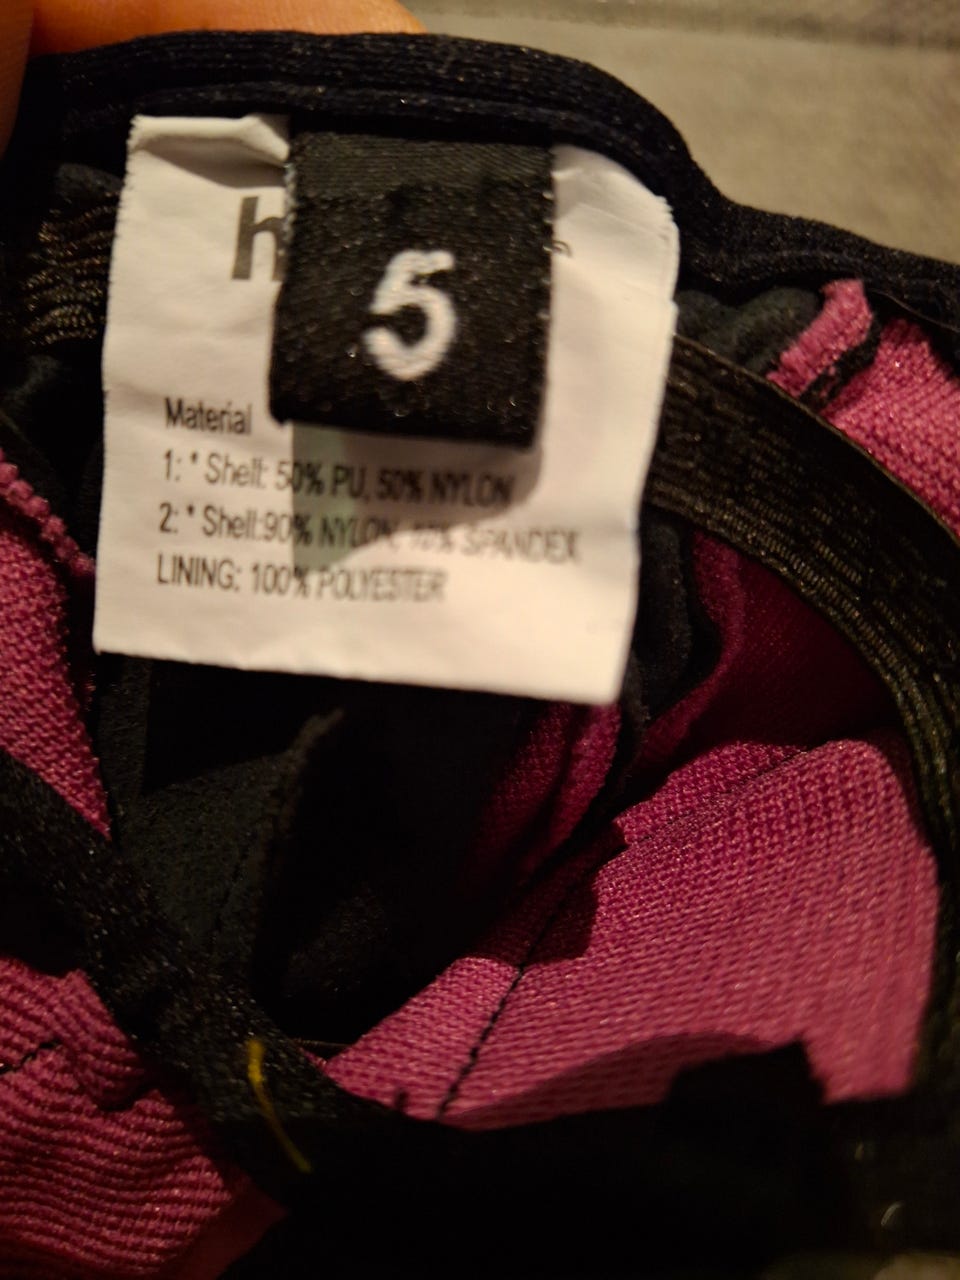 h
5
Material
1: * Shell: 50% PU, 50% NYLON
2: * Shell:90% NYLON, 10% SPANDEX
LINING: 100% POLYESTER